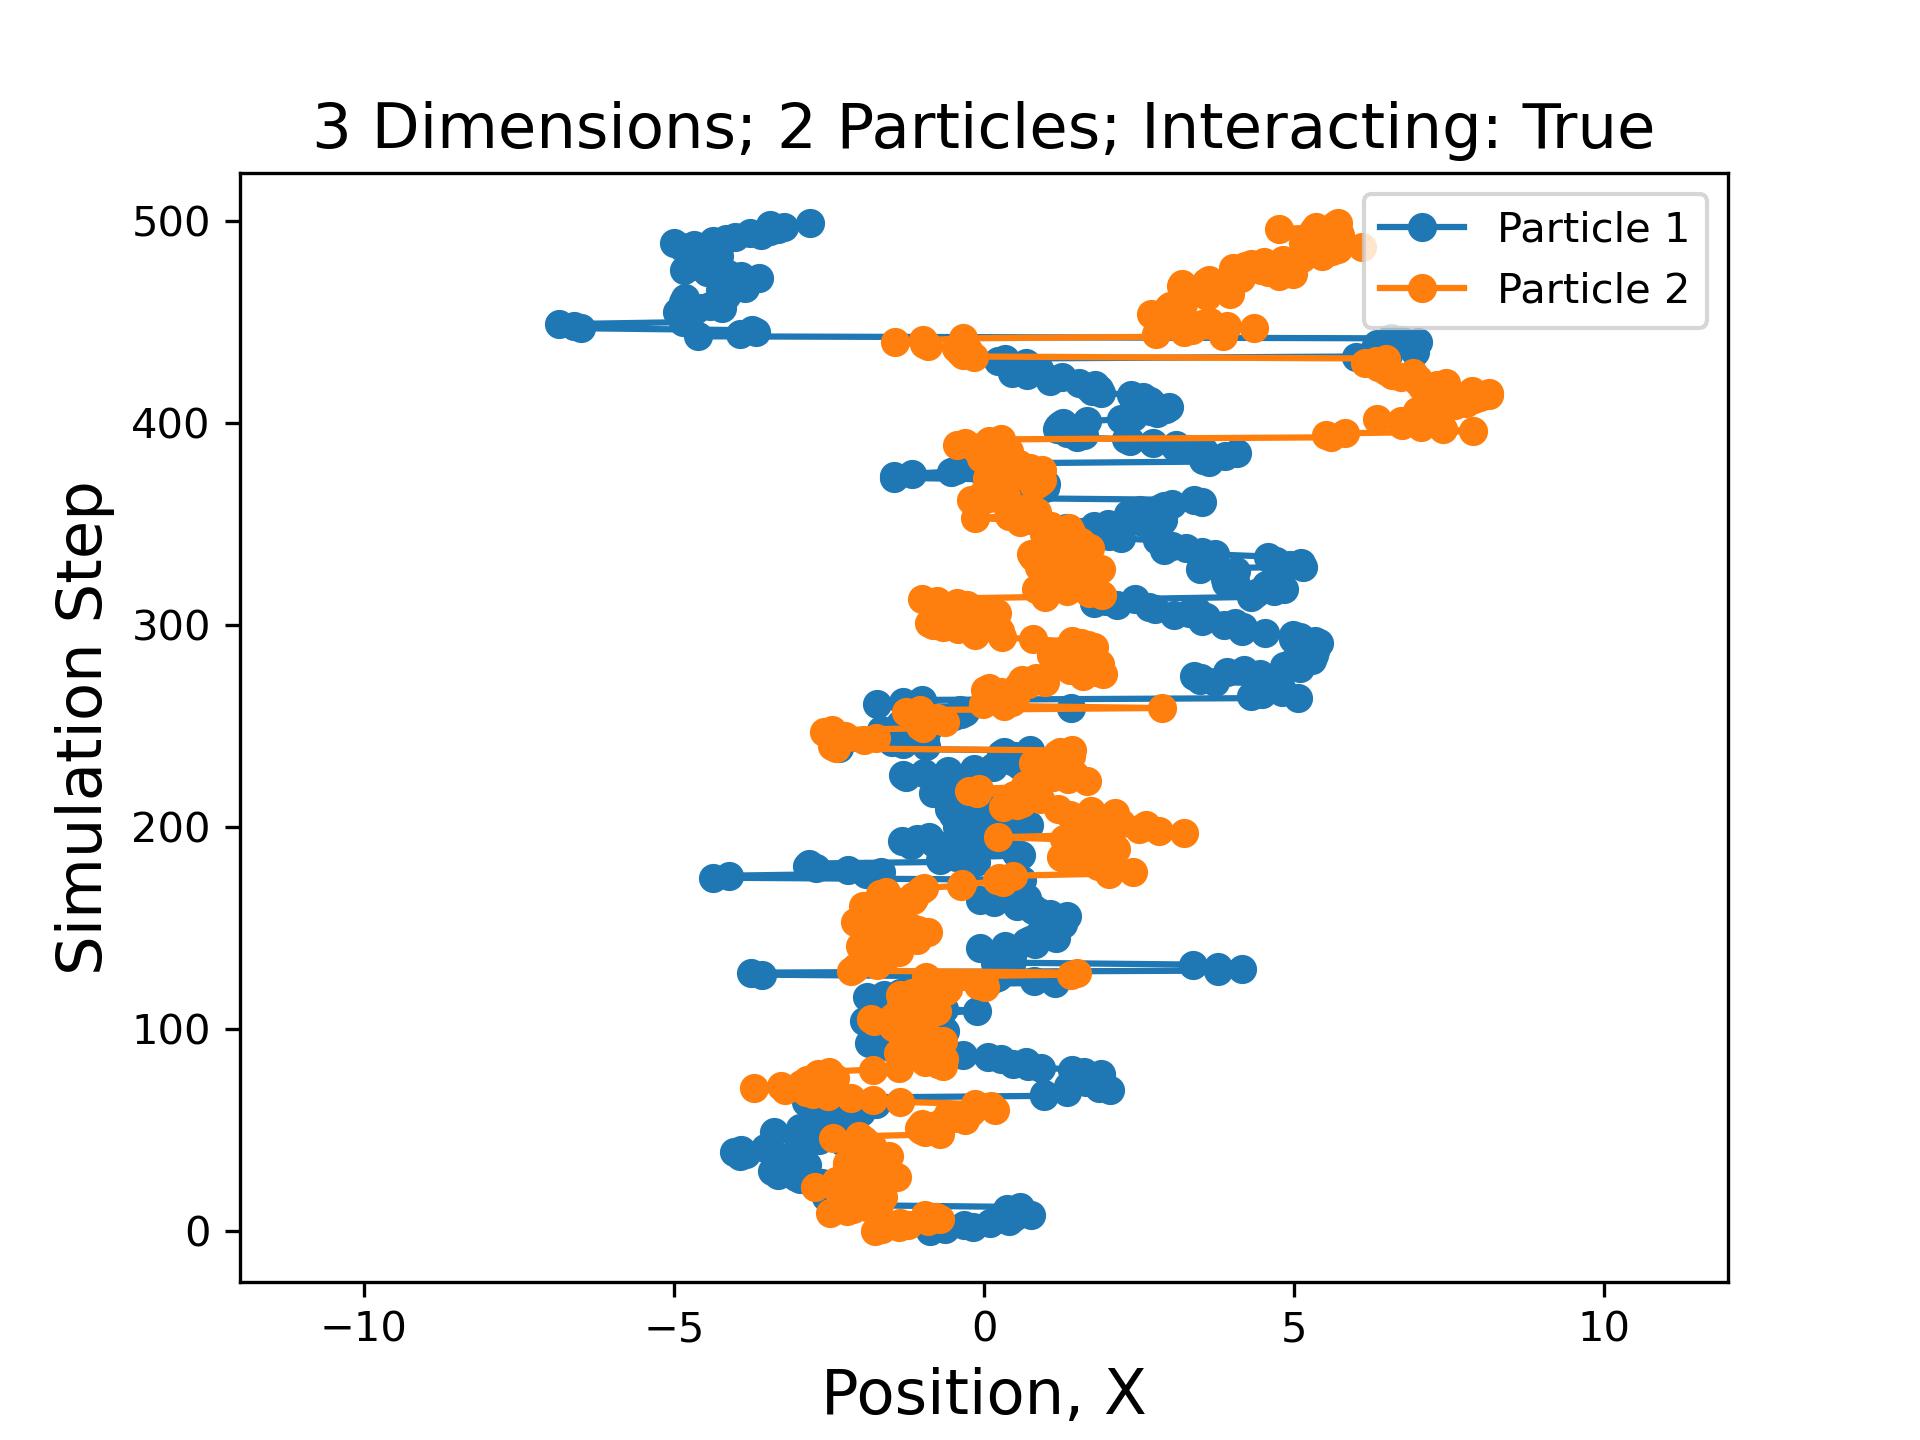 3 Dimensions; 2 Particles; Interacting: True
Particle 1
Particle 2
500
400
300
200
100
0
Simulation Step
−10
−5
0
5
10
Position, X